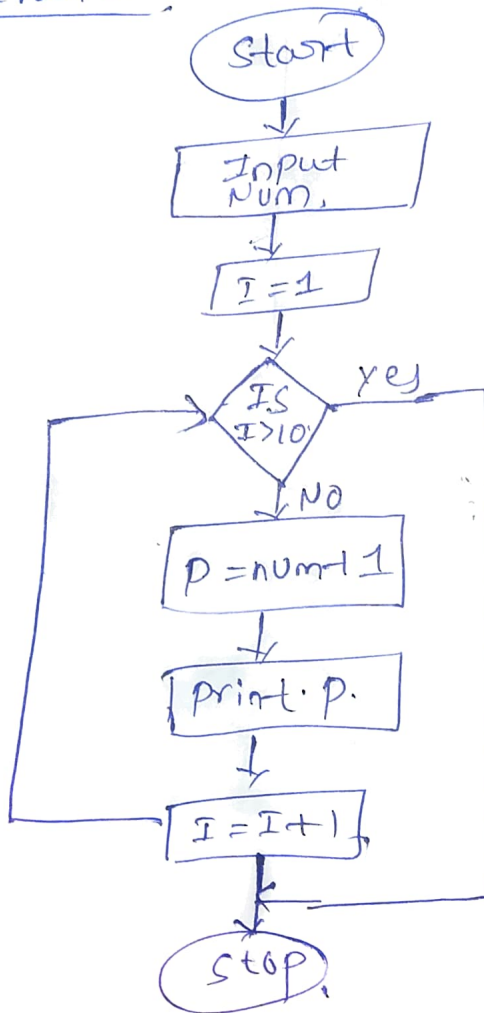 Start
Input
Num.
I = 1
IS
I>10
Yes
NO
P = num+1
print. p.
I = I+1
Stop